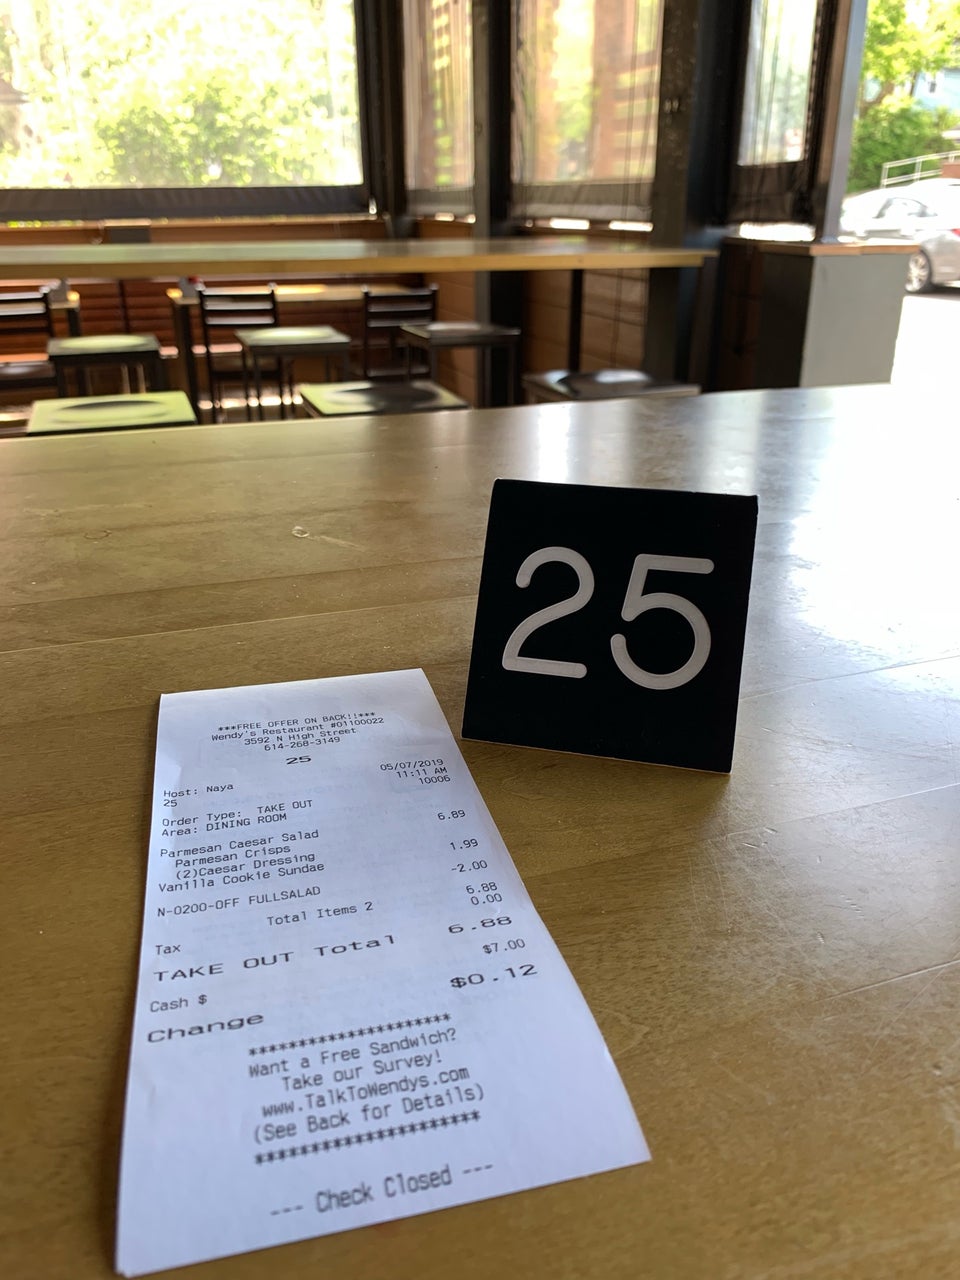 ***FREE OFFER ON BACK!!***
Wendy's Restaurant #01100022
3592 N High Street
614-268-3149
25
Host: Naya 05/07/2019
25 11:11 AM
10006
Order Type: TAKE OUT
Area: DINING ROOM
Parmesan Caesar Salad 6.89
Parmesan Crisps
(2)Caesar Dressing
Vanilla Cookie Sundae 1.99
N-0200-OFF FULLSALAD -2.00
Total Items 2 6.88
Tax 0.00
TAKE OUT Total 6.88
Cash $ $7.00
Change $0.12
*********************
Want a Free Sandwich?
Take our Survey!
www.TalkToWendys.com
(See Back for Details)
*********************
--- Check Closed ---
25